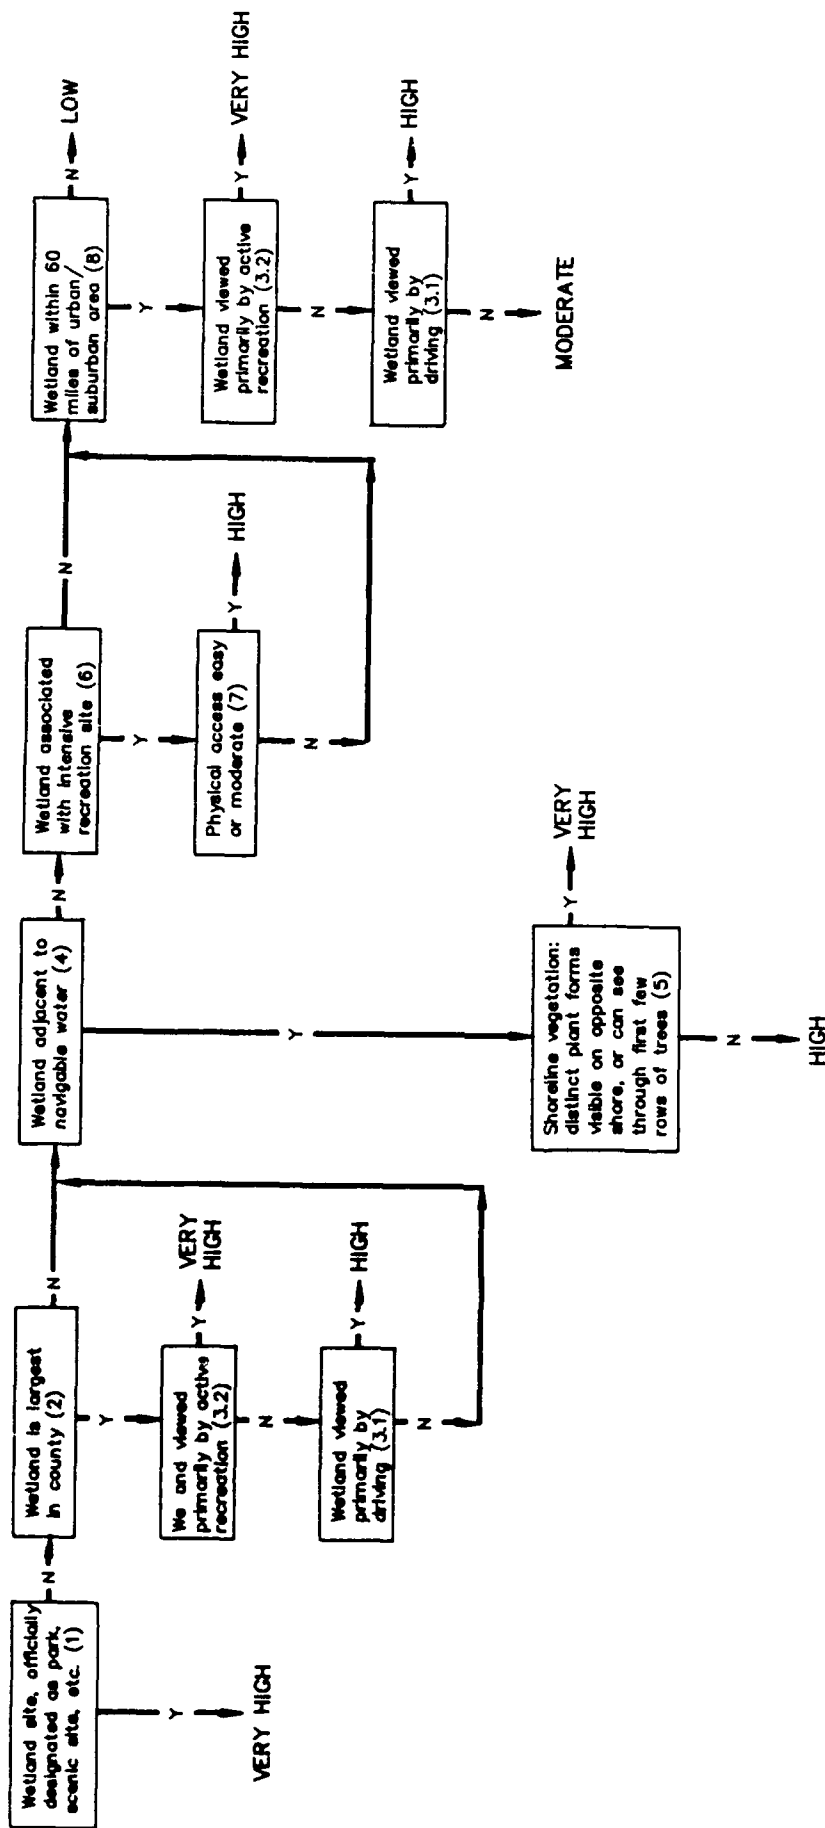 Wetland site, officially
designated as park,
scenic site, etc. (1)
N
Y
VERY HIGH
Wetland is largest
in county (2)
N
Y
We and viewed
primarily by active
recreation (3.2)
Y
VERY
HIGH
N
Wetland viewed
primarily by
driving (3.1)
Y
HIGH
N
Wetland adjacent to
navigable water (4)
N
Y
Shoreline vegetation:
distinct plant forms
visible on opposite
shore, or can see
through first few
rows of trees (5)
Y
VERY
HIGH
N
HIGH
Wetland associated
with intensive
recreation site (6)
N
Y
Physical access easy
or moderate (7)
Y
HIGH
N
Wetland within 60
miles of urban/
suburban area (8)
N
LOW
Y
Wetland viewed
primarily by active
recreation (3.2)
Y
VERY HIGH
N
Wetland viewed
primarily by
driving (3.1)
Y
HIGH
N
MODERATE